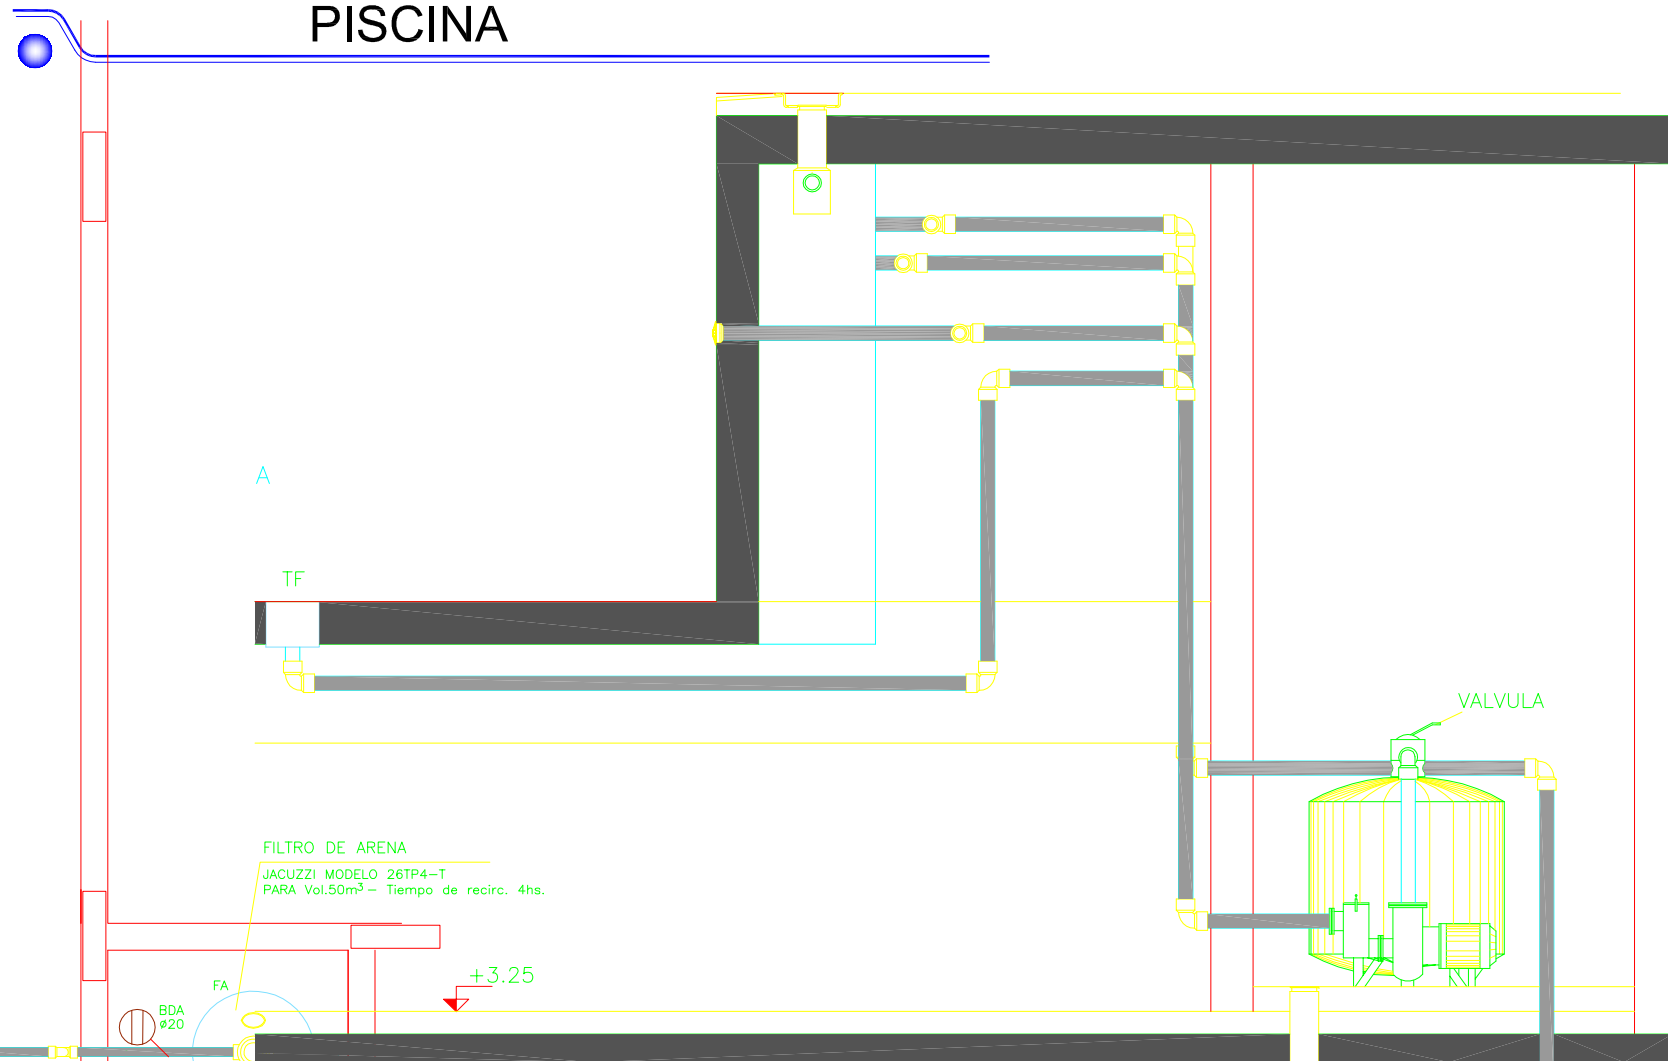 PISCINA
A
TF
VALVULA
FILTRO DE ARENA
JACUZZI MODELO 26TP4-T
PARA Vol.50m³ - Tiempo de recirc. 4hs.
+3.25
FA
BDA
ø20